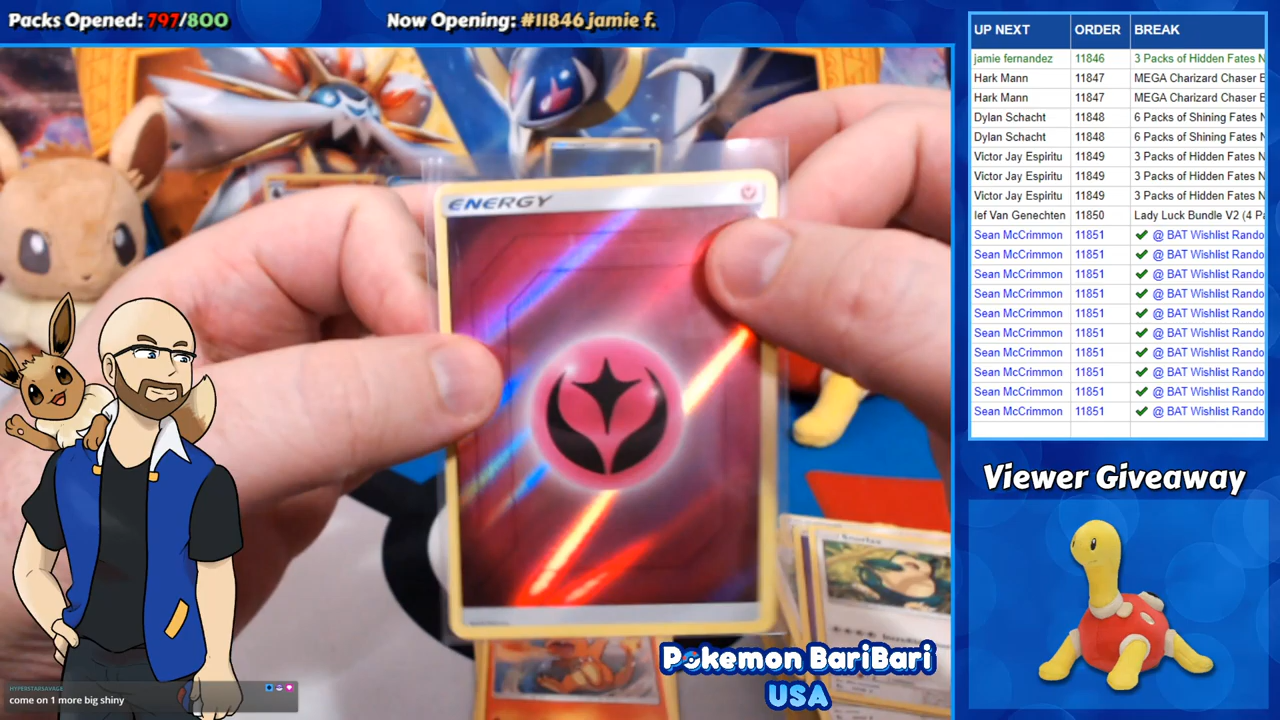 Packs Opened: 797/800
Now Opening: #11846 jamie f.
UP NEXT ORDER BREAK
jamie fernandez 11846 3 Packs of Hidden Fates N
Hark Mann 11847 MEGA Charizard Chaser E
Hark Mann 11847 MEGA Charizard Chaser E
Dylan Schacht 11848 6 Packs of Shining Fates N
Dylan Schacht 11848 6 Packs of Shining Fates N
Victor Jay Espiritu 11849 3 Packs of Hidden Fates N
Victor Jay Espiritu 11849 3 Packs of Hidden Fates N
Victor Jay Espiritu 11849 3 Packs of Hidden Fates N
Ief Van Genechten 11850 Lady Luck Bundle V2 (4 Pa
Sean McCrimmon 11851 ✔ @ BAT Wishlist Rando
Sean McCrimmon 11851 ✔ @ BAT Wishlist Rando
Sean McCrimmon 11851 ✔ @ BAT Wishlist Rando
Sean McCrimmon 11851 ✔ @ BAT Wishlist Rando
Sean McCrimmon 11851 ✔ @ BAT Wishlist Rando
Sean McCrimmon 11851 ✔ @ BAT Wishlist Rando
Sean McCrimmon 11851 ✔ @ BAT Wishlist Rando
Sean McCrimmon 11851 ✔ @ BAT Wishlist Rando
Sean McCrimmon 11851 ✔ @ BAT Wishlist Rando
Sean McCrimmon 11851 ✔ @ BAT Wishlist Rando
ENERGY
Viewer Giveaway
Snorlax
Pokemon BariBari
USA
HYPERSTARSAVAGE
come on 1 more big shiny